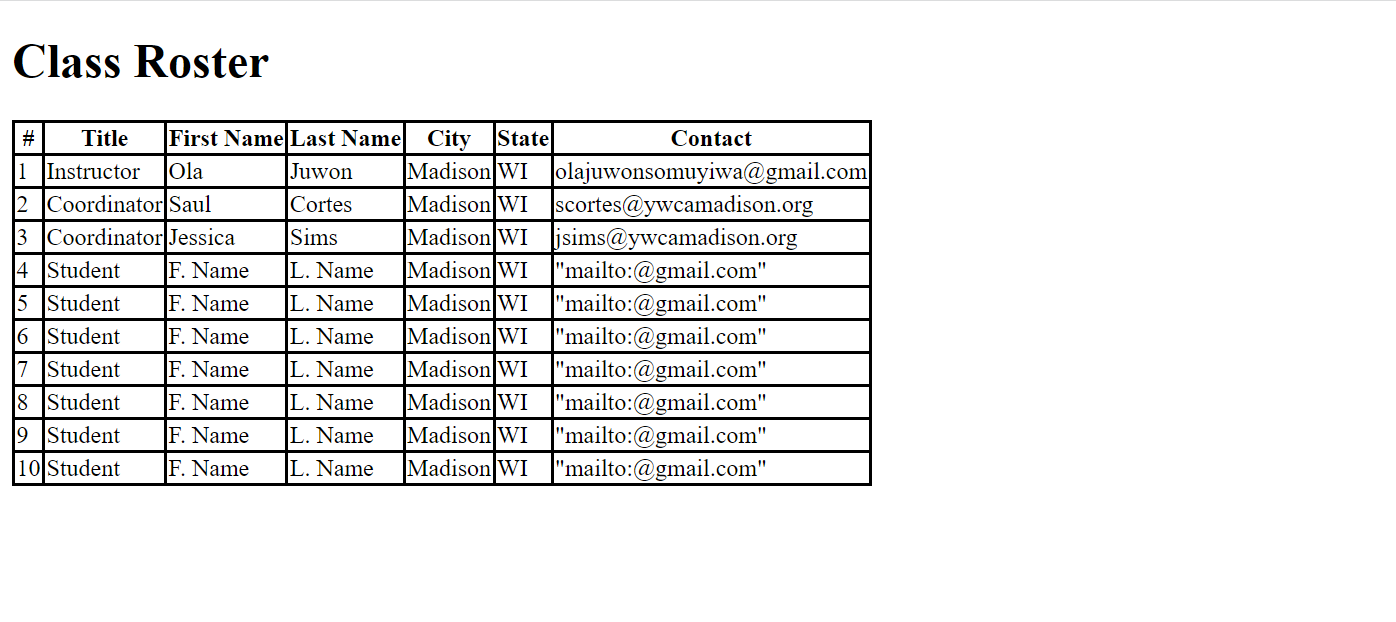 Class Roster
# Title First Name Last Name City State Contact
1 Instructor Ola Juwon Madison WI olajuwonsomuyiwa@gmail.com
2 Coordinator Saul Cortes Madison WI scortes@ywcamadison.org
3 Coordinator Jessica Sims Madison WI jsims@ywcamadison.org
4 Student F. Name L. Name Madison WI "mailto:@gmail.com"
5 Student F. Name L. Name Madison WI "mailto:@gmail.com"
6 Student F. Name L. Name Madison WI "mailto:@gmail.com"
7 Student F. Name L. Name Madison WI "mailto:@gmail.com"
8 Student F. Name L. Name Madison WI "mailto:@gmail.com"
9 Student F. Name L. Name Madison WI "mailto:@gmail.com"
10 Student F. Name L. Name Madison WI "mailto:@gmail.com"